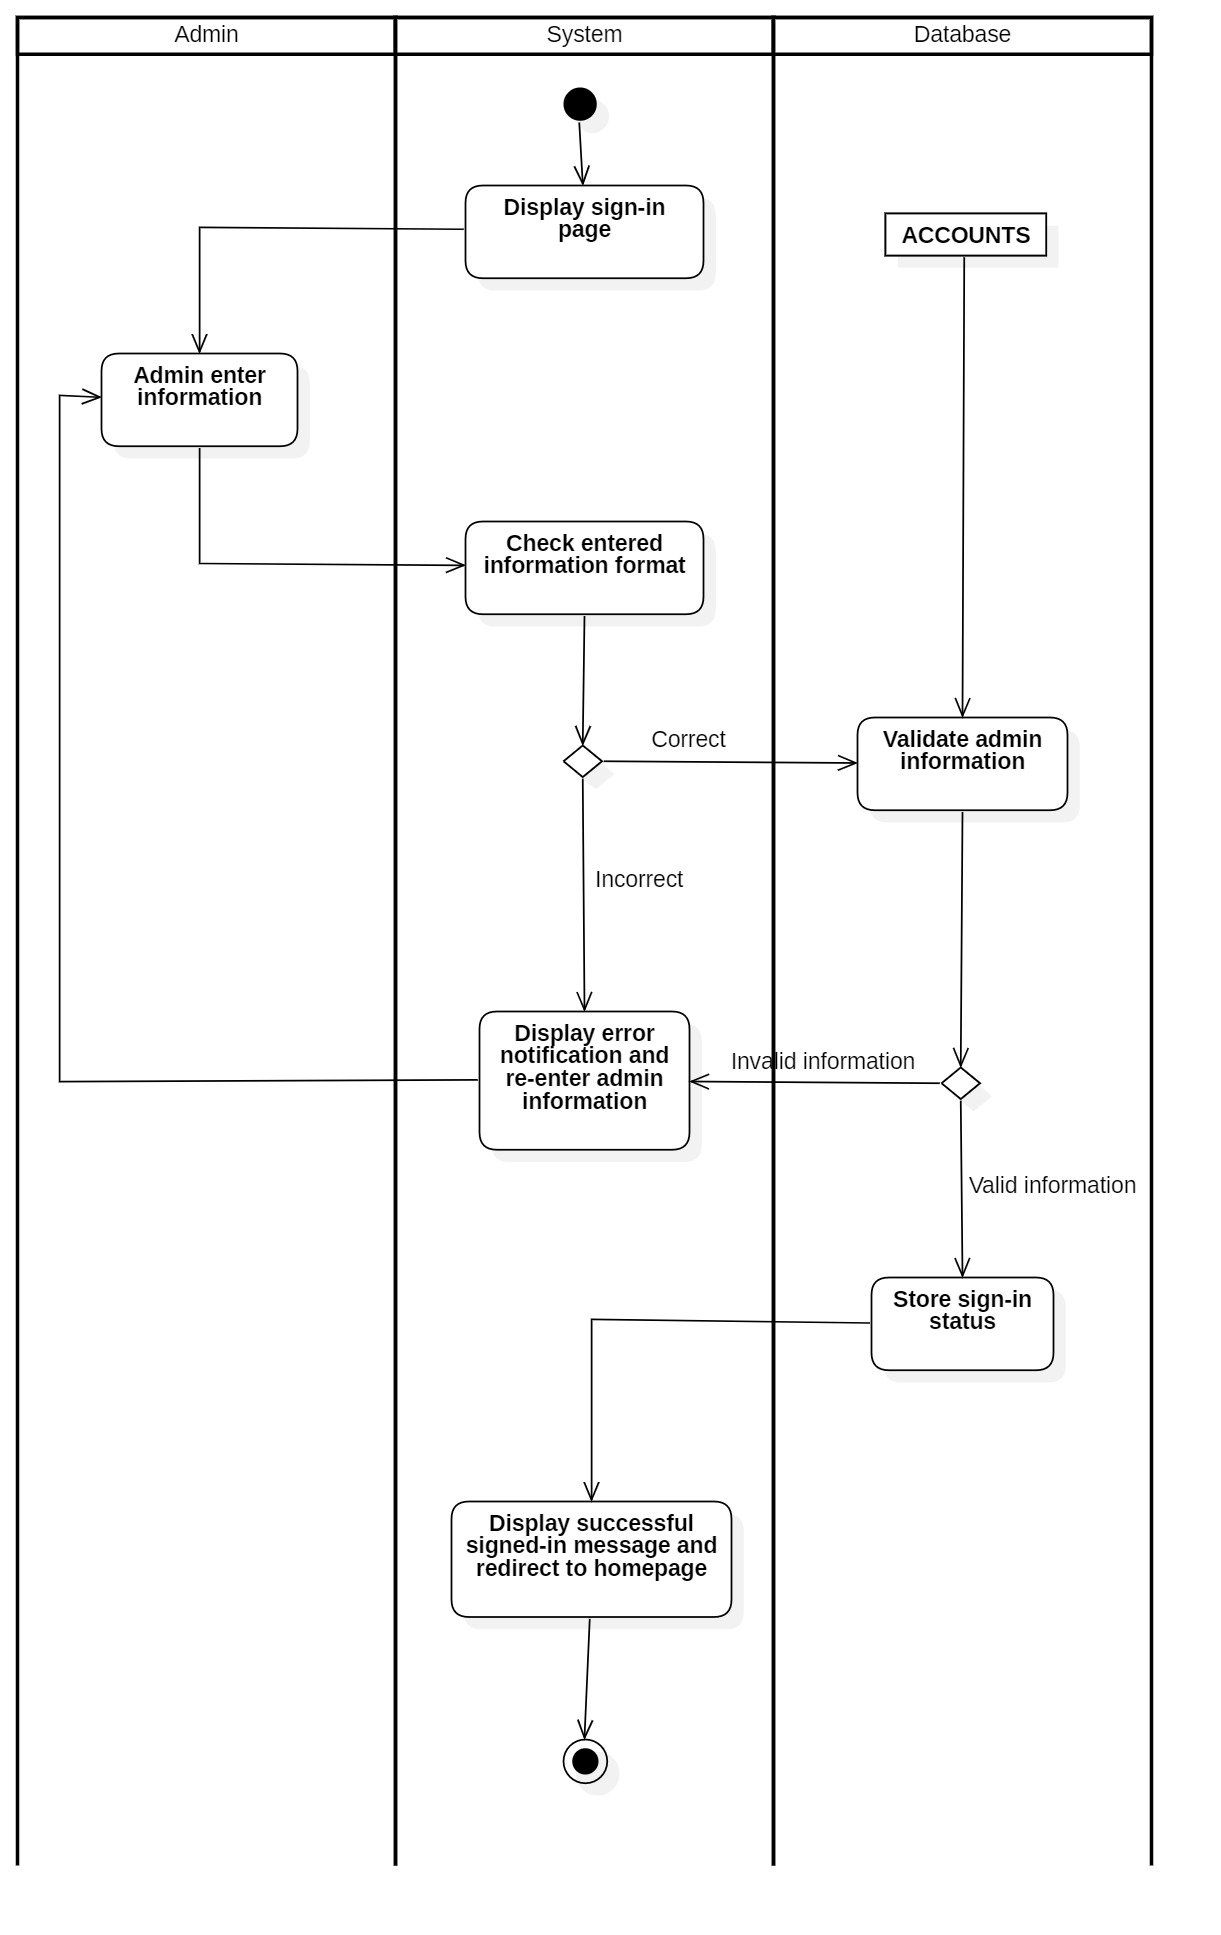 Admin
System
Database
Display sign-in
page
ACCOUNTS
Admin enter
information
Check entered
information format
Correct
Validate admin
information
Incorrect
Display error
notification and
re-enter admin
information
Invalid information
Valid information
Store sign-in
status
Display successful
signed-in message and
redirect to homepage